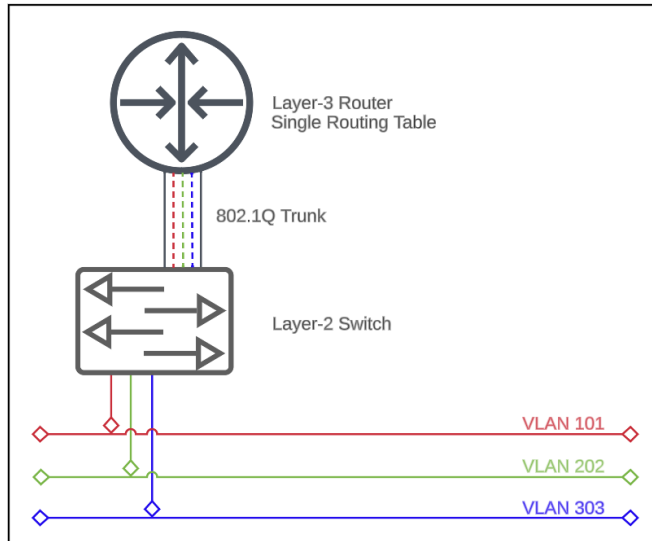 Layer-3 Router
Single Routing Table
802.1Q Trunk
Layer-2 Switch
VLAN 101
VLAN 202
VLAN 303